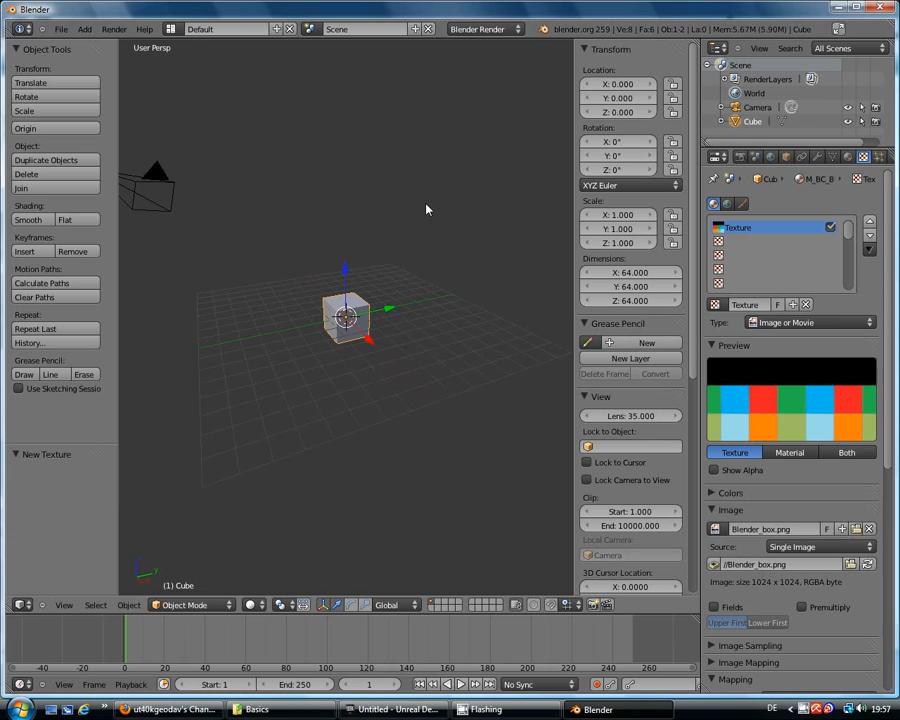 Blender
File Add Render Help Default Scene Blender Render blender.org 259 | Ve:8 | Fa:6 | Ob:1-2 | La:0 | Mem:5.67M (5.90M) | Cube
Object Tools
Transform:
Translate
Rotate
Scale
Origin
Object:
Duplicate Objects
Delete
Join
Shading:
Smooth Flat
Keyframes:
Insert Remove
Motion Paths:
Calculate Paths
Clear Paths
Repeat:
Repeat Last
History...
Grease Pencil:
Draw Line Erase
Use Sketching Sessio
New Texture
User Persp
(1) Cube
Transform
Location:
X: 0.000
Y: 0.000
Z: 0.000
Rotation:
X: 0°
Y: 0°
Z: 0°
XYZ Euler
Scale:
X: 1.000
Y: 1.000
Z: 1.000
Dimensions:
X: 64.000
Y: 64.000
Z: 64.000
Grease Pencil
New
New Layer
Delete Frame Convert
View
Lens: 35.000
Lock to Object:
Lock to Cursor
Lock Camera to View
Clip:
Start: 1.000
End: 10000.000
Local Camera:
Camera
3D Cursor Location:
X: 0.0000
View Search All Scenes
Scene
RenderLayers
World
Camera
Cube
Cub M_BC_B Tex
Texture
Texture F
Type: Image or Movie
Preview
Texture Material Both
Show Alpha
Colors
Image
Blender_box.png F
Source: Single Image
//Blender_box.png
Image: size 1024 x 1024, RGBA byte
Fields Premultiply
Upper First Lower First
Image Sampling
Image Mapping
Mapping
View Select Object Object Mode Global
-40 -20 0 20 40 60 80 100 120 140 160 180 200 220 240 260
View Frame Playback Start: 1 End: 250 1 No Sync
ut40kgeodav's Chan... Basics Untitled - Unreal De... Flashing Blender DE 19:57